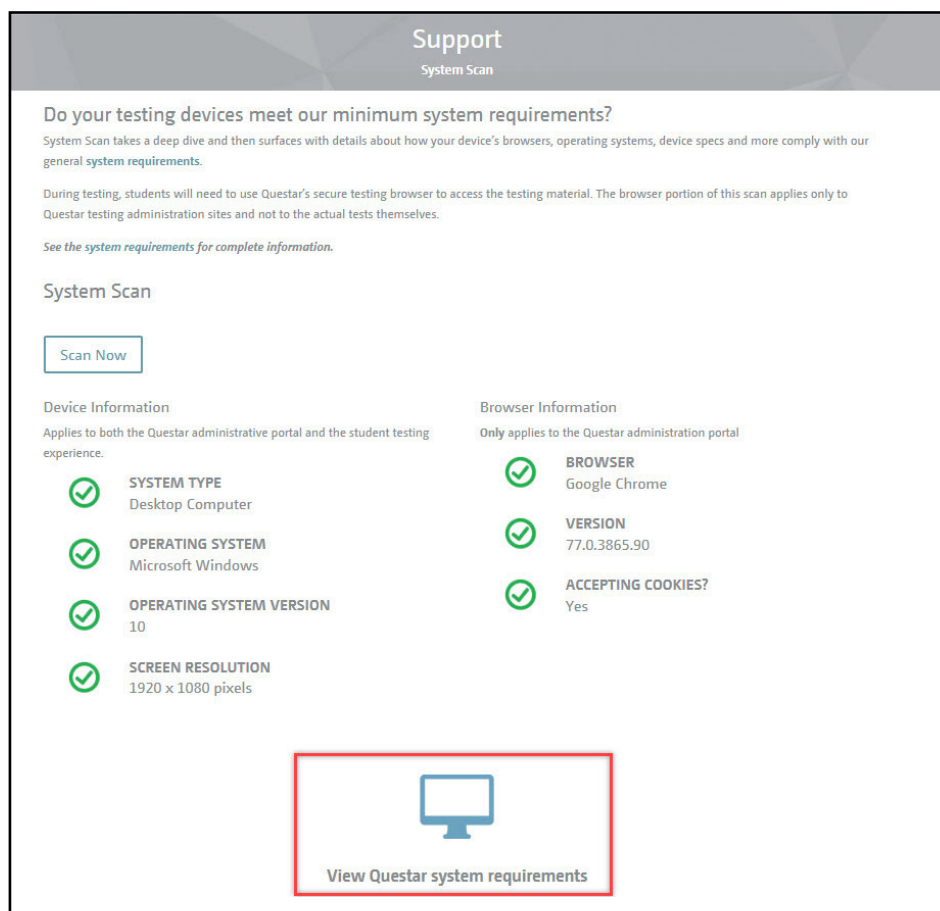 Support
System Scan
Do your testing devices meet our minimum system requirements?
System Scan takes a deep dive and then surfaces with details about how your device's browsers, operating systems, device specs and more comply with our
general system requirements.
During testing, students will need to use Questar's secure testing browser to access the testing material. The browser portion of this scan applies only to
Questar testing administration sites and not to the actual tests themselves.
See the system requirements for complete information.
System Scan
Scan Now
Device Information
Applies to both the Questar administrative portal and the student testing
experience.
SYSTEM TYPE
Desktop Computer
OPERATING SYSTEM
Microsoft Windows
OPERATING SYSTEM VERSION
10
SCREEN RESOLUTION
1920 x 1080 pixels
Browser Information
Only applies to the Questar administration portal
BROWSER
Google Chrome
VERSION
77.0.3865.90
ACCEPTING COOKIES?
Yes
View Questar system requirements